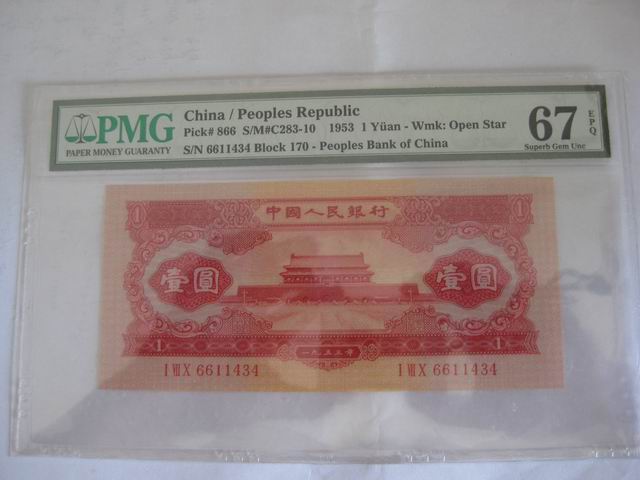 PMG
PAPER MONEY GUARANTY
China / Peoples Republic
Pick# 866 S/M#C283-10 1953 1 Yüan - Wmk: Open Star
S/N 6611434 Block 170 - Peoples Bank of China
67 EPQ
Superb Gem Unc
1 中國人民銀行 1
壹圓 壹圓
1 一九五三年 1
I VII X 6611434 I VII X 6611434